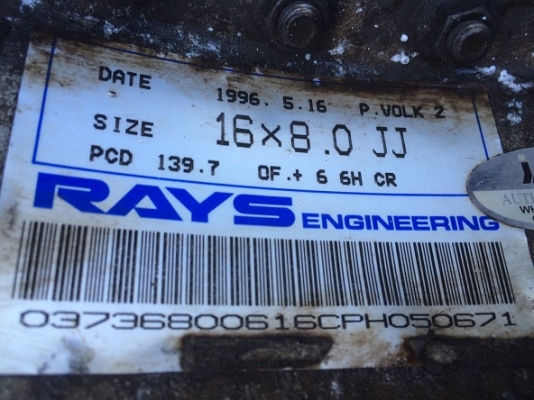 DATE 1996. 5.16 P.VOLK 2
SIZE 16×8.0 JJ
PCD 139.7 OF.+ 6 6H CR
RAYS ENGINEERING
03736800616CPH050671